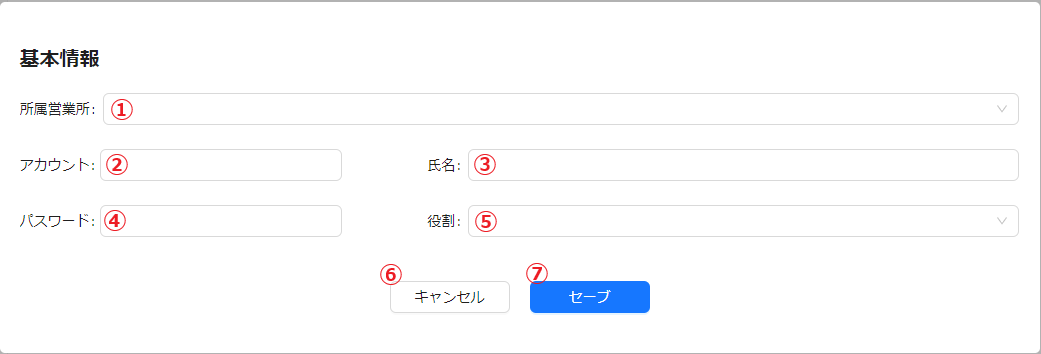 基本情報
所属営業所: ①
アカウント: ② 氏名: ③
パスワード: ④ 役割: ⑤
⑥ ⑦
キャンセル セーブ